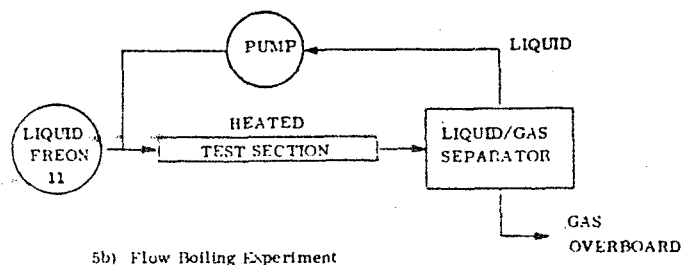 PUMP
LIQUID
LIQUID
FREON
11
HEATED
TEST SECTION
LIQUID/GAS
SEPARATOR
GAS
OVERBOARD
5b) Flow Boiling Experiment